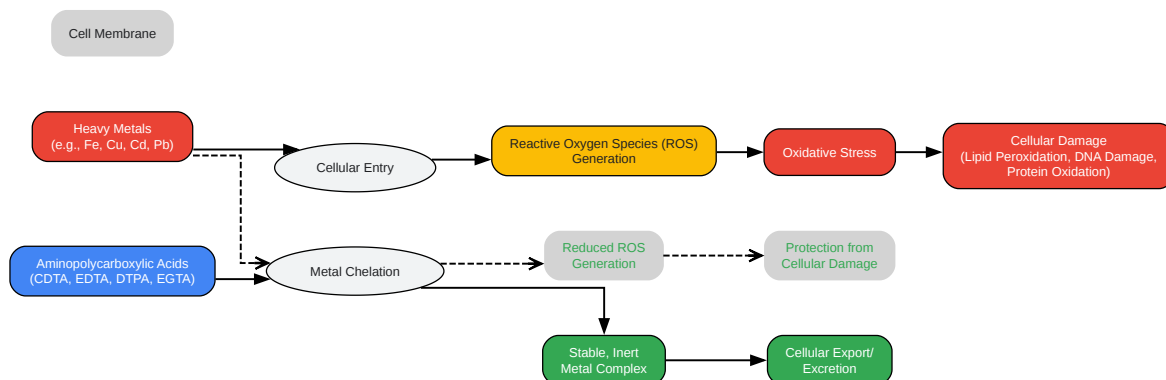 Cell Membrane
Heavy Metals
(e.g., Fe, Cu, Cd, Pb)
Cellular Entry
Reactive Oxygen Species (ROS)
Generation
Oxidative Stress
Cellular Damage
(Lipid Peroxidation, DNA Damage,
Protein Oxidation)
Aminopolycarboxylic Acids
(CDTA, EDTA, DTPA, EGTA)
Metal Chelation
Reduced ROS
Generation
Protection from
Cellular Damage
Stable, Inert
Metal Complex
Cellular Export/
Excretion